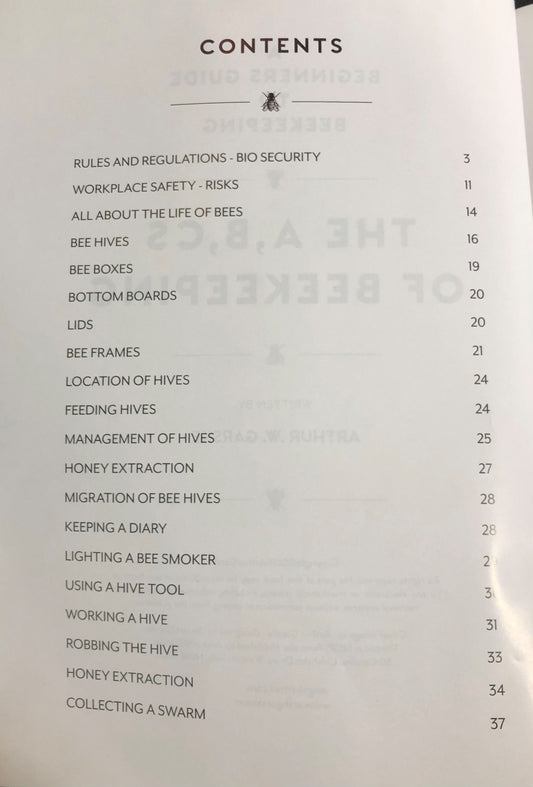 CONTENTS
RULES AND REGULATIONS - BIO SECURITY 3
WORKPLACE SAFETY - RISKS 11
ALL ABOUT THE LIFE OF BEES 14
BEE HIVES 16
BEE BOXES 19
BOTTOM BOARDS 20
LIDS 20
BEE FRAMES 21
LOCATION OF HIVES 24
FEEDING HIVES 24
MANAGEMENT OF HIVES 25
HONEY EXTRACTION 27
MIGRATION OF BEE HIVES 28
KEEPING A DIARY 28
LIGHTING A BEE SMOKER
USING A HIVE TOOL
WORKING A HIVE 31
ROBBING THE HIVE 33
HONEY EXTRACTION 34
COLLECTING A SWARM 37